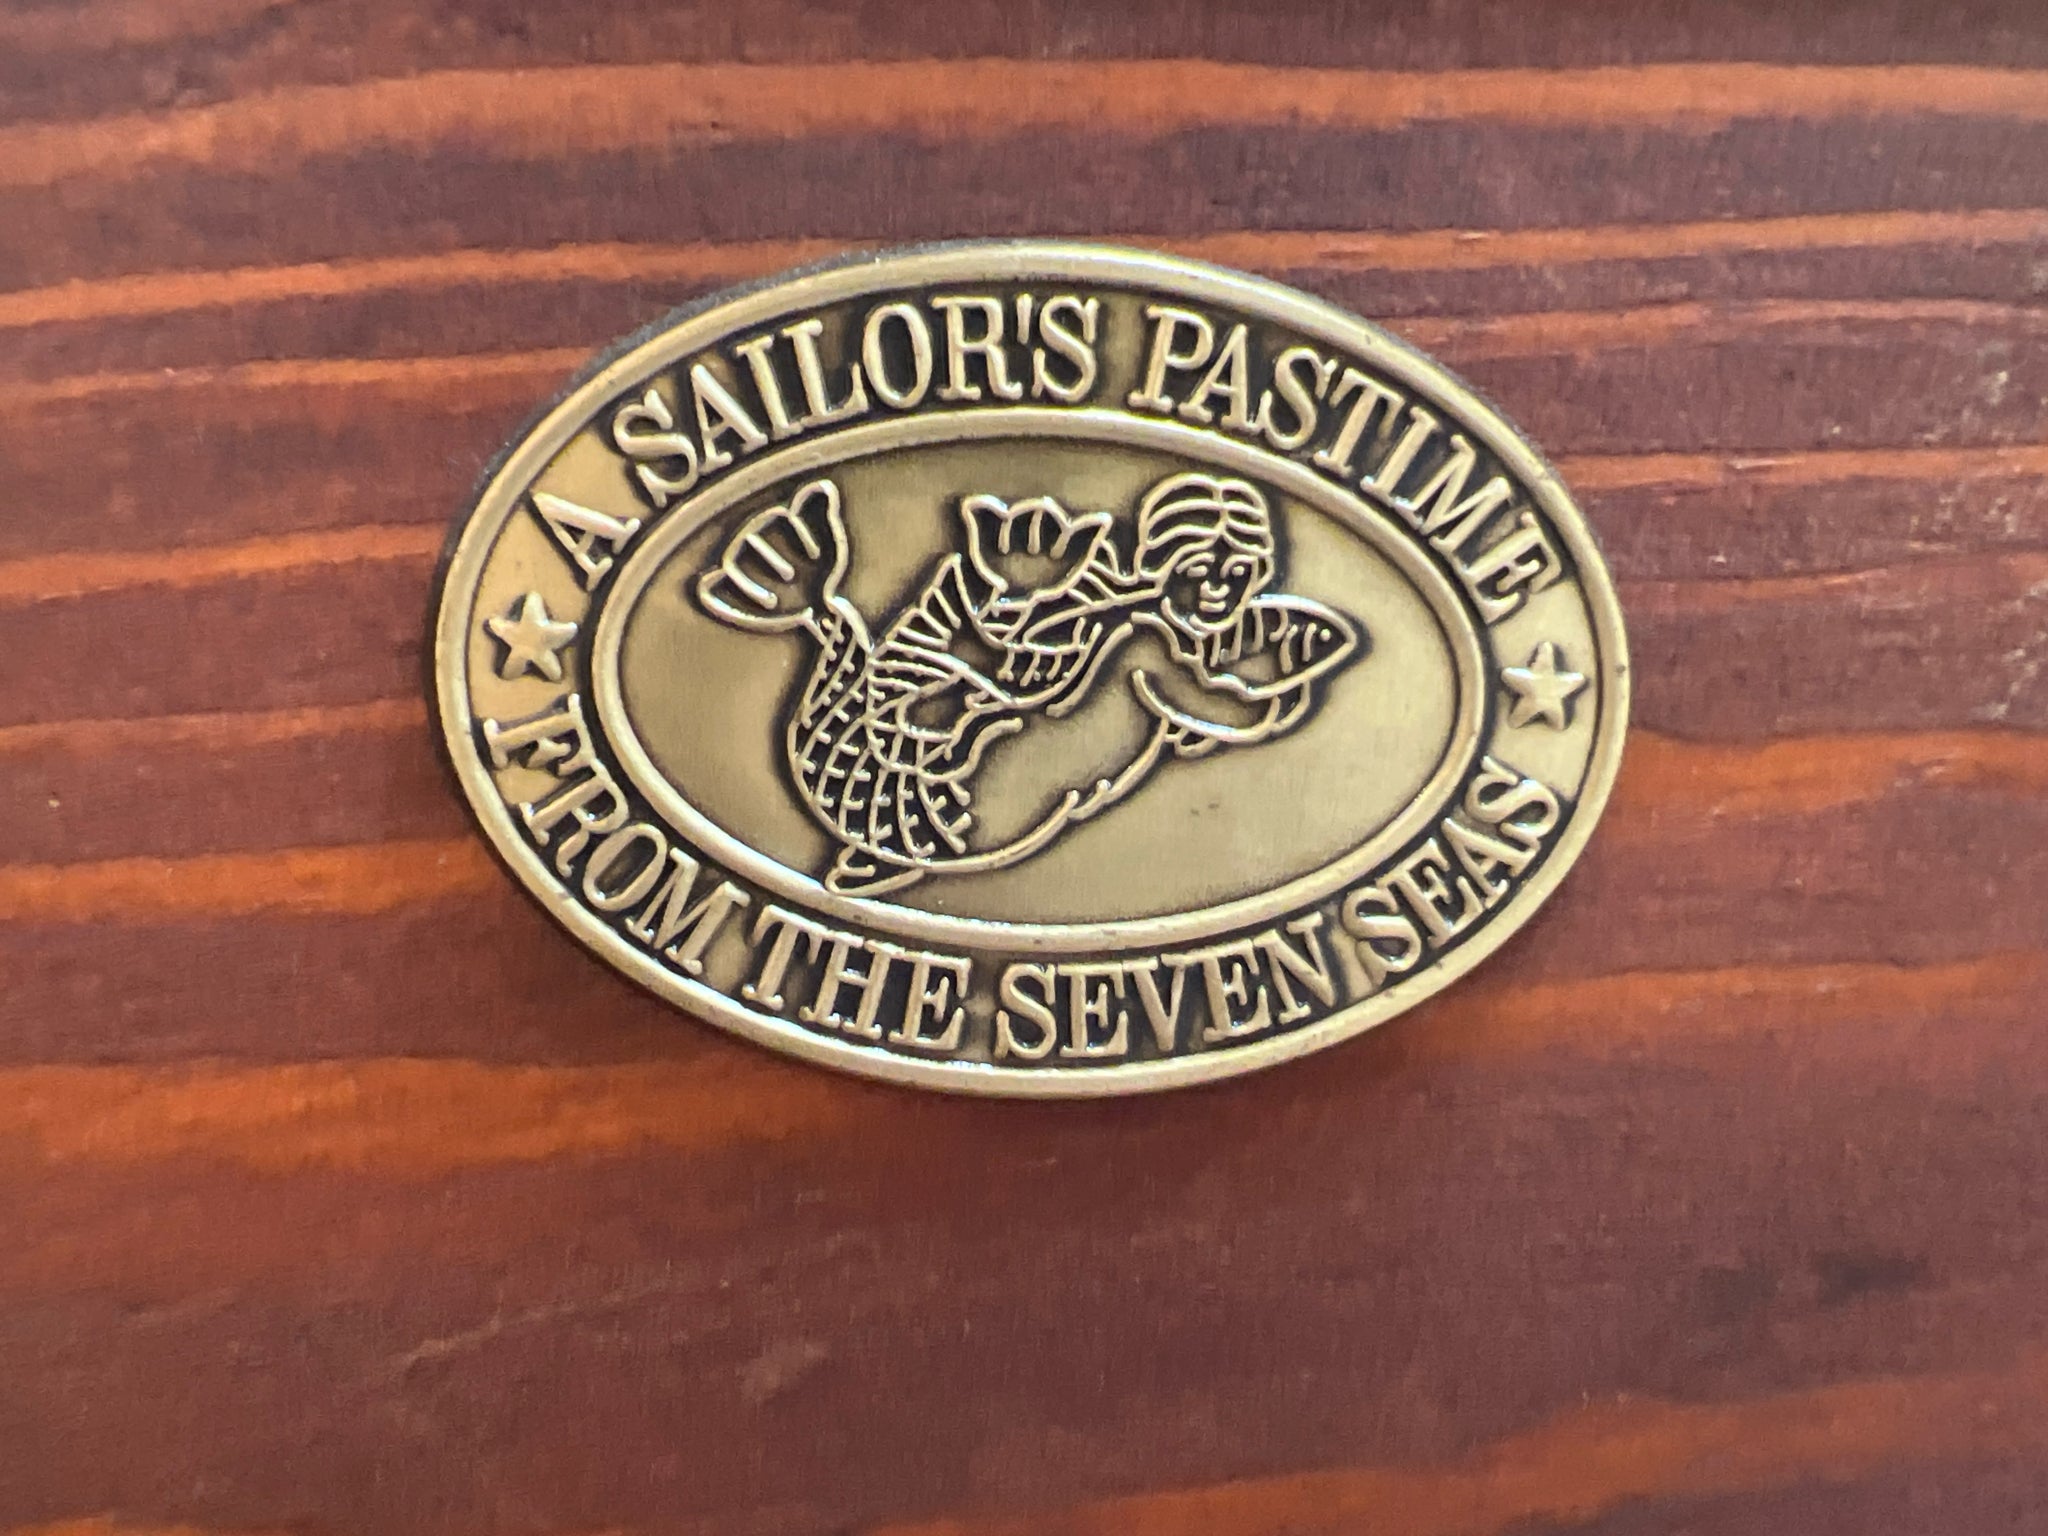 A SAILOR'S PASTIME
FROM THE SEVEN SEAS